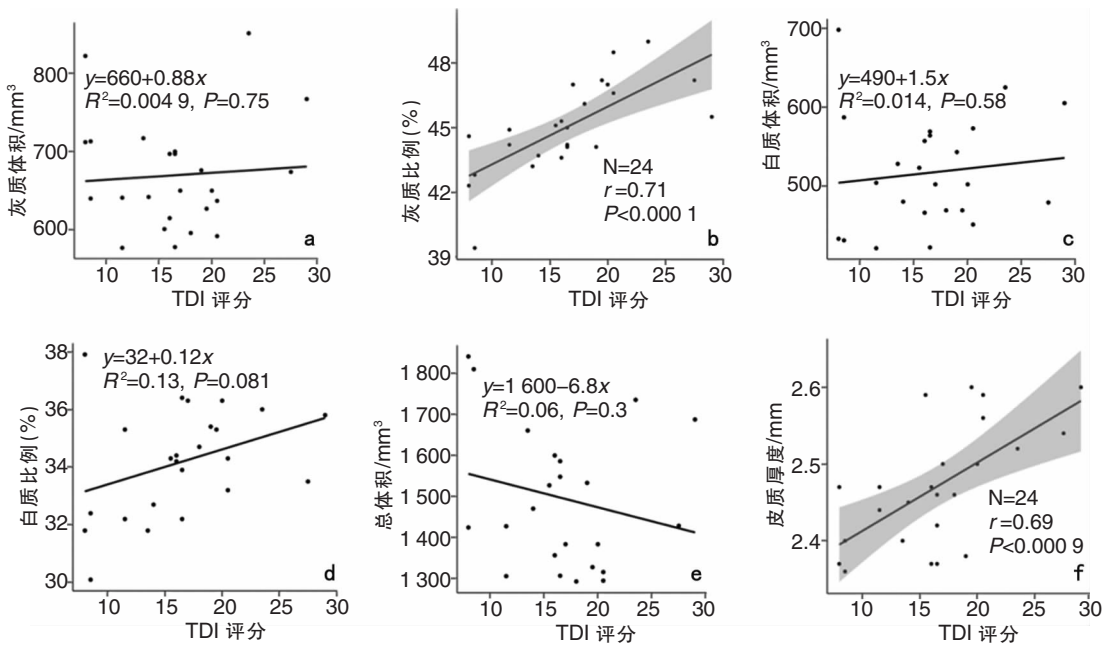 灰质体积/mm³
800
700
600
y=660+0.88x
R²=0.004 9, P=0.75
a
10 15 20 25 30
TDI 评分
灰质比例(%)
48
45
42
39
N=24
r=0.71
P<0.000 1
b
10 15 20 25 30
TDI 评分
白质体积/mm³
700
600
500
y=490+1.5x
R²=0.014, P=0.58
c
10 15 20 25 30
TDI 评分
白质比例(%)
38
36
34
32
30
y=32+0.12x
R²=0.13, P=0.081
d
10 15 20 25 30
TDI 评分
总体积/mm³
1 800
1 700
1 600
1 500
1 400
1 300
y=1 600−6.8x
R²=0.06, P=0.3
e
10 15 20 25 30
TDI 评分
皮质厚度/mm
2.6
2.5
2.4
N=24
r=0.69
P<0.000 9
f
10 15 20 25 30
TDI 评分